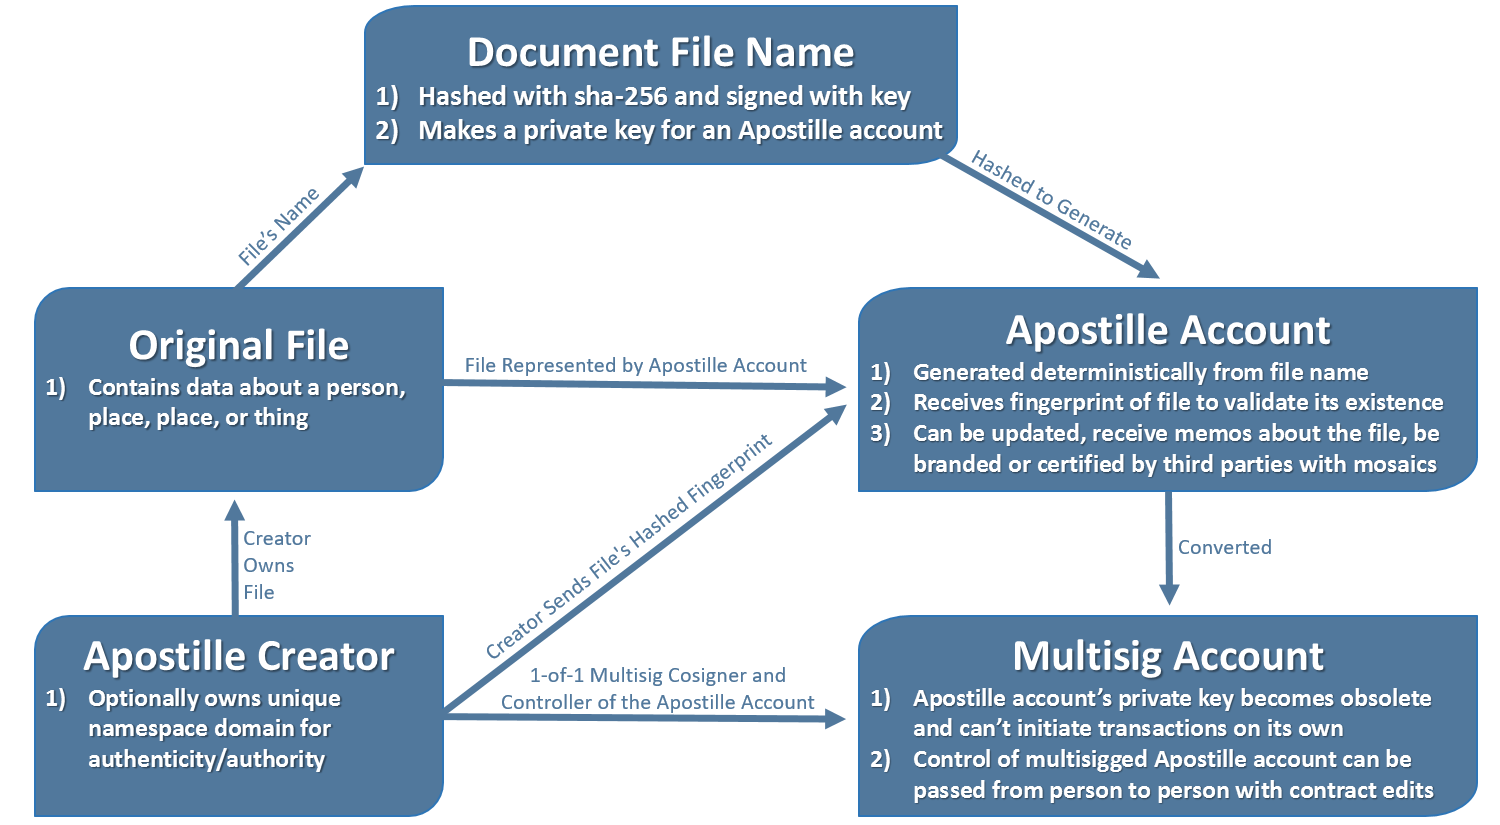 Document File Name
1) Hashed with sha-256 and signed with key
2) Makes a private key for an Apostille account
File's Name
Hashed to Generate
Original File
1) Contains data about a person,
place, place, or thing
File Represented by Apostille Account
Apostille Account
1) Generated deterministically from file name
2) Receives fingerprint of file to validate its existence
3) Can be updated, receive memos about the file, be
branded or certified by third parties with mosaics
Creator
Owns
File
Creator Sends File's Hashed Fingerprint
Converted
Apostille Creator
1) Optionally owns unique
namespace domain for
authenticity/authority
1-of-1 Multisig Cosigner and
Controller of the Apostille Account
Multisig Account
1) Apostille account’s private key becomes obsolete
and can’t initiate transactions on its own
2) Control of multisigged Apostille account can be
passed from person to person with contract edits